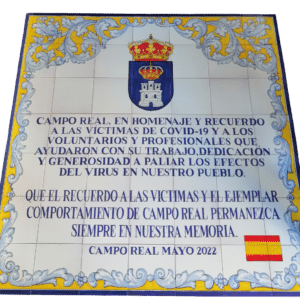 CAMPO REAL, EN HOMENAJE Y RECUERDO
A LAS VÍCTIMAS DE COVID-19 Y A LOS
VOLUNTARIOS Y PROFESIONALES QUE
AYUDARON CON SU TRABAJO, DEDICACIÓN
Y GENEROSIDAD A PALIAR LOS EFECTOS
DEL VIRUS EN NUESTRO PUEBLO.
QUE EL RECUERDO A LAS VÍCTIMAS Y EL EJEMPLAR
COMPORTAMIENTO DE CAMPO REAL PERMANEZCA
SIEMPRE EN NUESTRA MEMORIA.
CAMPO REAL MAYO 2022